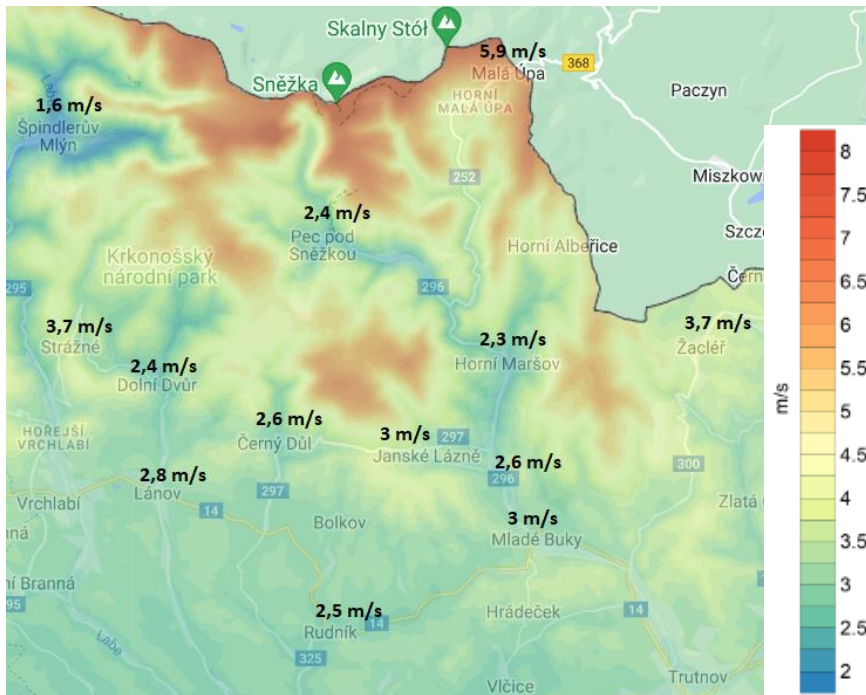 Skalny Stół
Sněžka
5,9 m/s
Malá Úpa
368
Paczyn
Labe
1,6 m/s
Špindlerův
Mlýn
HORNÍ
MALÁ ÚPA
252
Miszkowi
2,4 m/s
Pec pod
Sněžkou
Krkonošský
národní park
Horní Albeřice
Szcz
Čern
295
296
3,7 m/s
Strážné
2,4 m/s
Dolní Dvůr
2,3 m/s
Horní Maršov
3,7 m/s
Žacléř
HOŘEJŠÍ
VRCHLABÍ
2,6 m/s
Černý Důl
3 m/s
297
Janské Lázně
2,6 m/s
296
300
2,8 m/s
Lánov
Vrchlabí
14
297
Zlatá
Bolkov
3 m/s
Mladé Buky
ní Branná
295
2,5 m/s
Rudník
14
Hrádeček
14
Labe
325
Vlčice
Trutnov
m/s
8
7.5
7
6.5
6
5.5
5
4.5
4
3.5
3
2.5
2